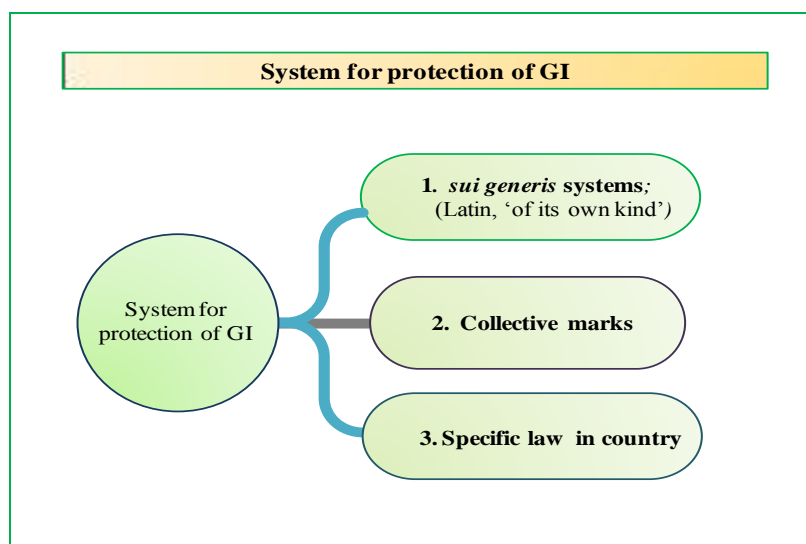 System for protection of GI
1. sui generis systems;
(Latin, ‘of its own kind’)
System for
protection of GI
2. Collective marks
3. Specific law in country